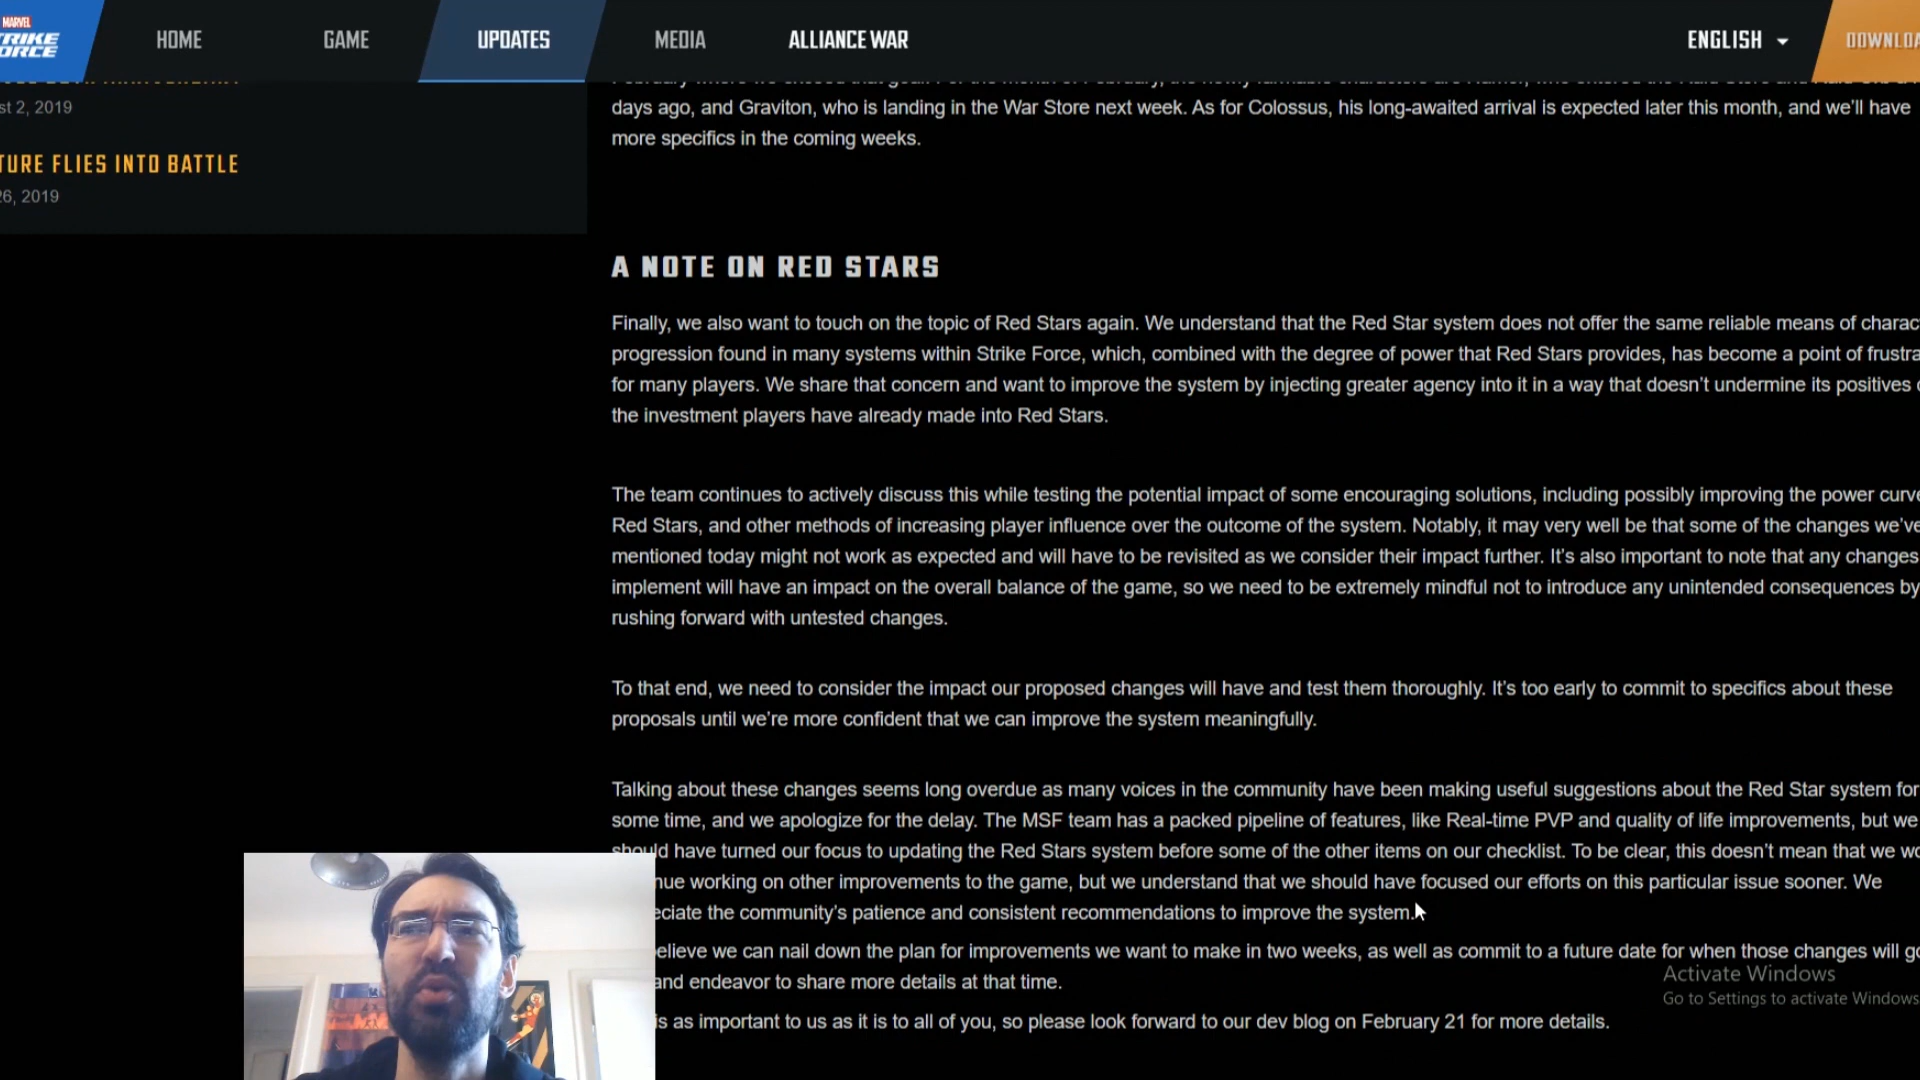 MARVEL
HOME
GAME
UPDATES
MEDIA
ALLIANCE WAR
ENGLISH
2, 2019
FLIES INTO BATTLE
26, 2019
days ago, and Graviton, who is landing in the War Store next week. As for Colossus, his long-awaited arrival is expected later this month, and we'll have
more specifics in the coming weeks.
A NOTE ON RED STARS
Finally, we also want to touch on the topic of Red Stars again. We understand that the Red Star system does not offer the same reliable means of charac
progression found in many systems within Strike Force, which, combined with the degree of power that Red Stars provides, has become a point of frustra
for many players. We share that concern and want to improve the system by injecting greater agency into it in a way that doesn't undermine its positives
the investment players have already made into Red Stars.
The team continues to actively discuss this while testing the potential impact of some encouraging solutions, including possibly improving the power curve
Red Stars, and other methods of increasing player influence over the outcome of the system. Notably, it may very well be that some of the changes we've
mentioned today might not work as expected and will have to be revisited as we consider their impact further. It's also important to note that any changes
implement will have an impact on the overall balance of the game, so we need to be extremely mindful not to introduce any unintended consequences by
rushing forward with untested changes.
To that end, we need to consider the impact our proposed changes will have and test them thoroughly. It's too early to commit to specifics about these
proposals until we're more confident that we can improve the system meaningfully.
Talking about these changes seems long overdue as many voices in the community have been making useful suggestions about the Red Star system for
some time, and we apologize for the delay. The MSF team has a packed pipeline of features, like Real-time PVP and quality of life improvements, but we
should have turned our focus to updating the Red Stars system before some of the other items on our checklist. To be clear, this doesn't mean that we wo
nue working on other improvements to the game, but we understand that we should have focused our efforts on this particular issue sooner. We
eciate the community's patience and consistent recommendations to improve the system.
elieve we can nail down the plan for improvements we want to make in two weeks, as well as commit to a future date for when those changes will go
and endeavor to share more details at that time.
is as important to us as it is to all of you, so please look forward to our dev blog on February 21 for more details.
Activate Windows
Go to Settings to activate Windows